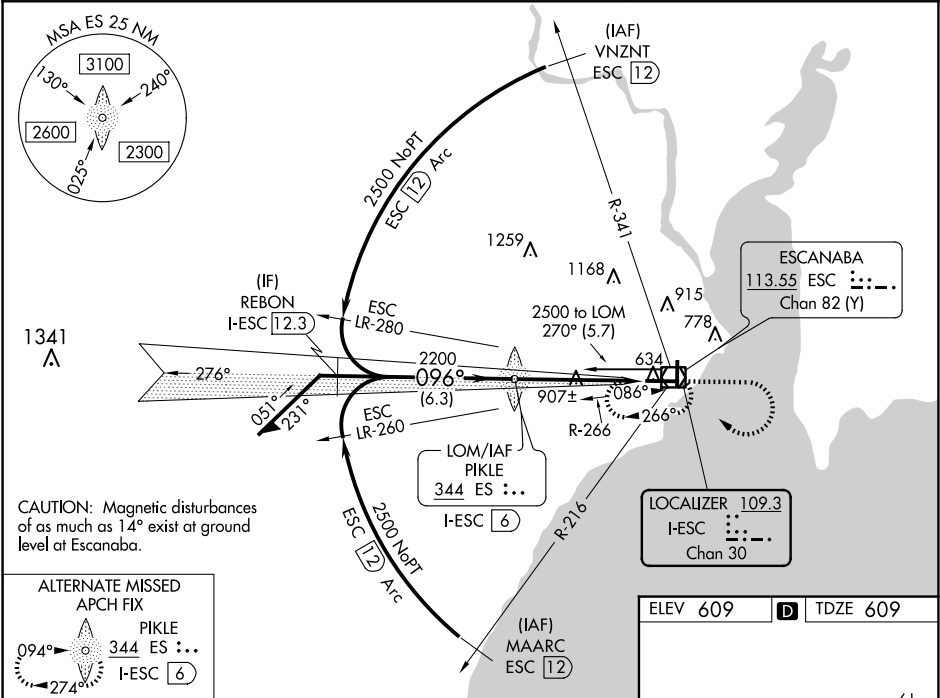 MSA ES 25 NM
3100
130°
240°
2600
2300
025°
(IAF)
VNZNT
ESC 12
2500 NoPT
ESC 12 Arc
R-341
1259
1168
915
778
ESCANABA
113.55 ESC
Chan 82 (Y)
(IF)
REBON
I-ESC 12.3
ESC
LR-280
2500 to LOM
270° (5.7)
1341
276°
2200
096°
(6.3)
634
907±
086°
266°
R-266
051°
231°
ESC
LR-260
LOM/IAF
PIKLE
344 ES
I-ESC 6
R-216
LOCALIZER 109.3
I-ESC
Chan 30
CAUTION: Magnetic disturbances
of as much as 14° exist at ground
level at Escanaba.
2500 NoPT
ESC 12 Arc
(IAF)
MAARC
ESC 12
ALTERNATE MISSED
APCH FIX
PIKLE
344 ES
I-ESC 6
094°
274°
ELEV 609 D TDZE 609